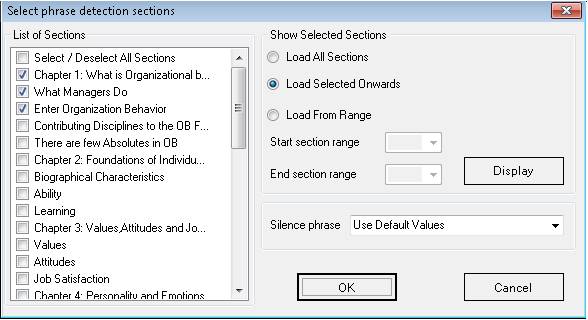 Select phrase detection sections
List of Sections
Select / Deselect All Sections
Chapter 1: What is Organizational b...
What Managers Do
Enter Organization Behavior
Contributing Disciplines to the OB F...
There are few Absolutes in OB
Chapter 2: Foundations of Individu...
Biographical Characteristics
Ability
Learning
Chapter 3: Values,Attitudes and Jo...
Values
Attitudes
Job Satisfaction
Chapter 4: Personality and Emotions
Show Selected Sections
Load All Sections
Load Selected Onwards
Load From Range
Start section range
End section range
Display
Silence phrase
Use Default Values
OK
Cancel